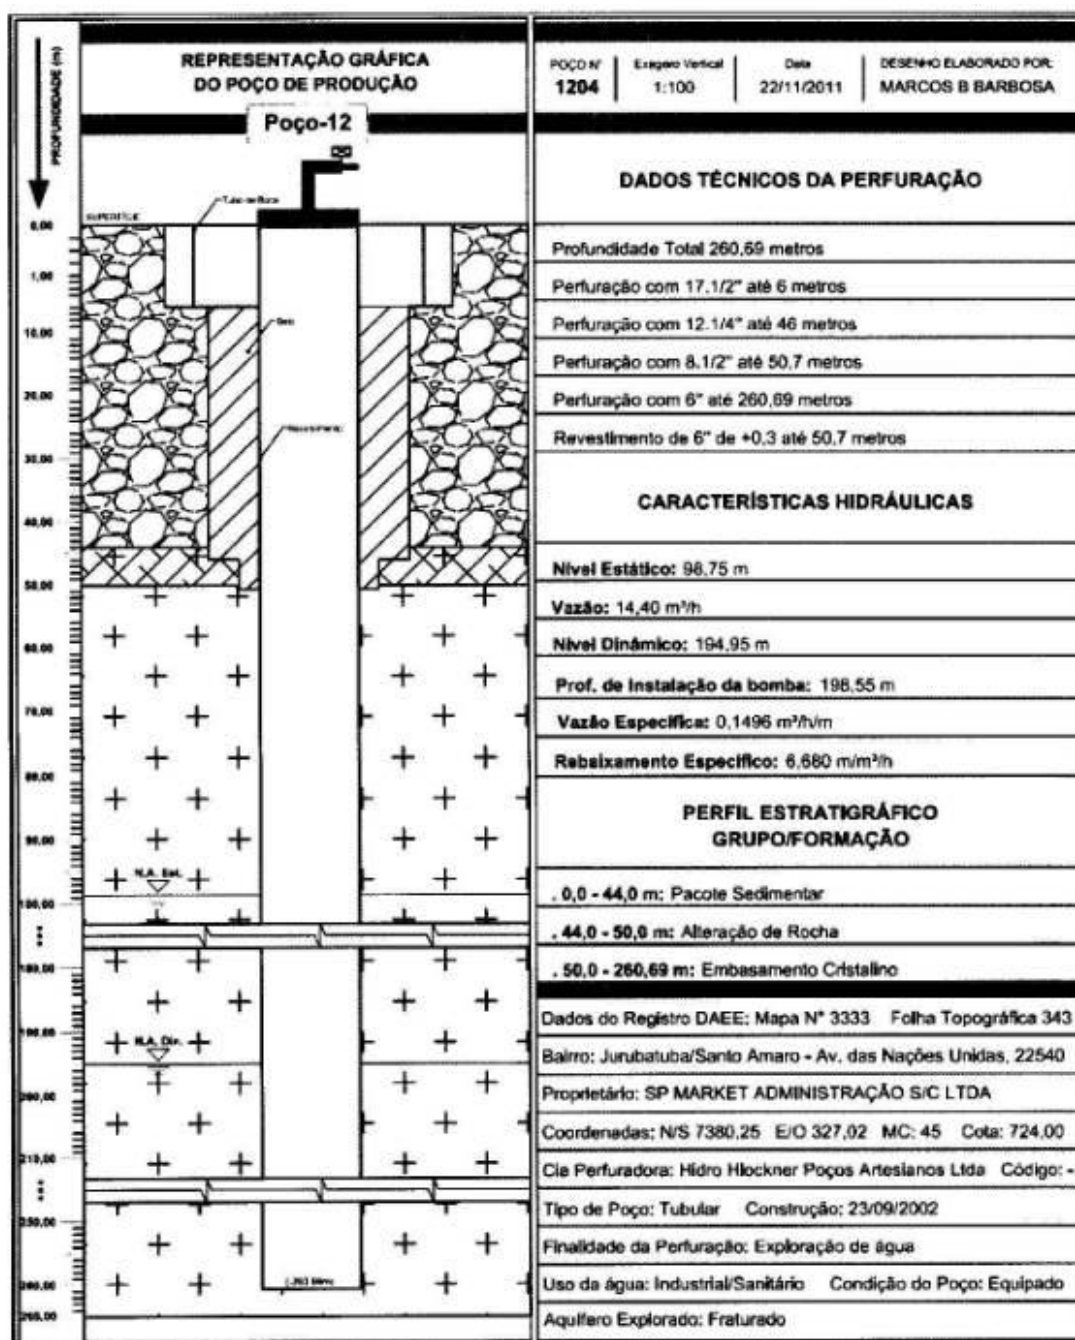 PROFUNDIDADE (m)
REPRESENTAÇÃO GRÁFICA
DO POÇO DE PRODUÇÃO
Poço-12
SUPERFÍCIE
Tubo de Boca
Revestimento
N.A. Est.
N.A. Din.
0,00
1,00
10,00
20,00
30,00
40,00
50,00
60,00
70,00
80,00
90,00
100,00
180,00
190,00
200,00
210,00
250,00
260,00
265,00
POÇO Nº
1204
Exagero Vertical
1:100
Data
22/11/2011
DESENHO ELABORADO POR:
MARCOS B BARBOSA
DADOS TÉCNICOS DA PERFURAÇÃO
Profundidade Total 260,69 metros
Perfuração com 17.1/2" até 6 metros
Perfuração com 12.1/4" até 46 metros
Perfuração com 8.1/2" até 50,7 metros
Perfuração com 6" até 260,69 metros
Revestimento de 6" de +0,3 até 50,7 metros
CARACTERÍSTICAS HIDRÁULICAS
Nível Estático: 98,75 m
Vazão: 14,40 m³/h
Nível Dinâmico: 194,95 m
Prof. de Instalação da bomba: 198,55 m
Vazão Específica: 0,1496 m³/h/m
Rebaixamento Específico: 6,680 m/m³/h
PERFIL ESTRATIGRÁFICO
GRUPO/FORMAÇÃO
. 0,0 - 44,0 m: Pacote Sedimentar
. 44,0 - 50,0 m: Alteração de Rocha
. 50,0 - 260,69 m: Embasamento Cristalino
Dados do Registro DAEE: Mapa N° 3333 Folha Topográfica 343
Bairro: Jurubatuba/Santo Amaro - Av. das Nações Unidas, 22540
Proprietário: SP MARKET ADMINISTRAÇÃO S/C LTDA
Coordenadas: N/S 7380,25 E/O 327,02 MC: 45 Cota: 724,00
Cia Perfuradora: Hidro Hlockner Poços Artesianos Ltda Código: -
Tipo de Poço: Tubular Construção: 23/09/2002
Finalidade da Perfuração: Exploração de água
Uso da água: Industrial/Sanitário Condição do Poço: Equipado
Aquífero Explorado: Fraturado